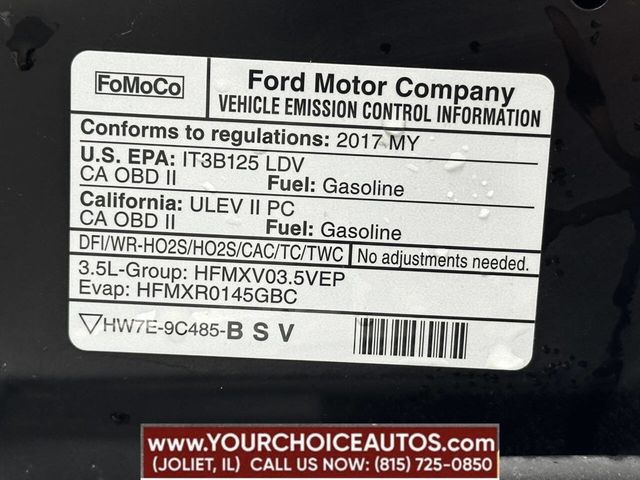 FoMoCo
Ford Motor Company
VEHICLE EMISSION CONTROL INFORMATION
Conforms to regulations: 2017 MY
U.S. EPA: IT3B125 LDV
CA OBD II Fuel: Gasoline
California: ULEV II PC
CA OBD II Fuel: Gasoline
DFI/WR-HO2S/HO2S/CAC/TC/TWC No adjustments needed.
3.5L-Group: HFMXV03.5VEP
Evap: HFMXR0145GBC
HW7E-9C485-B S V
WWW.YOURCHOICEAUTOS.COM
(JOLIET, IL) CALL US NOW: (815) 725-0850